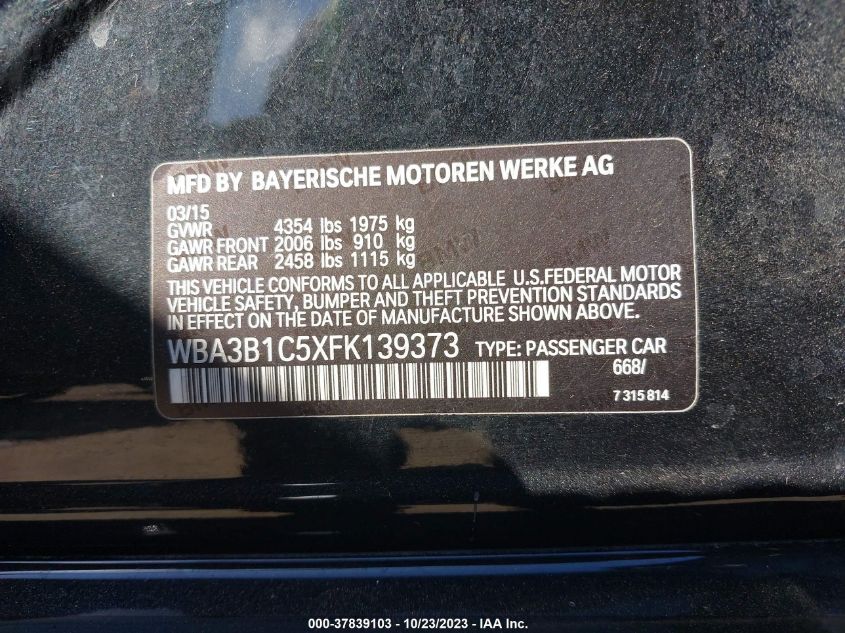 MFD BY BAYERISCHE MOTOREN WERKE AG
03/15
GVWR 4354 lbs 1975 kg
GAWR FRONT 2006 lbs 910 kg
GAWR REAR 2458 lbs 1115 kg
THIS VEHICLE CONFORMS TO ALL APPLICABLE U.S.FEDERAL MOTOR
VEHICLE SAFETY, BUMPER AND THEFT PREVENTION STANDARDS
IN EFFECT ON THE DATE OF MANUFACTURE SHOWN ABOVE.
WBA3B1C5XFK139373 TYPE: PASSENGER CAR
668/
7 315 814
000-37839103 - 10/23/2023 - IAA Inc.